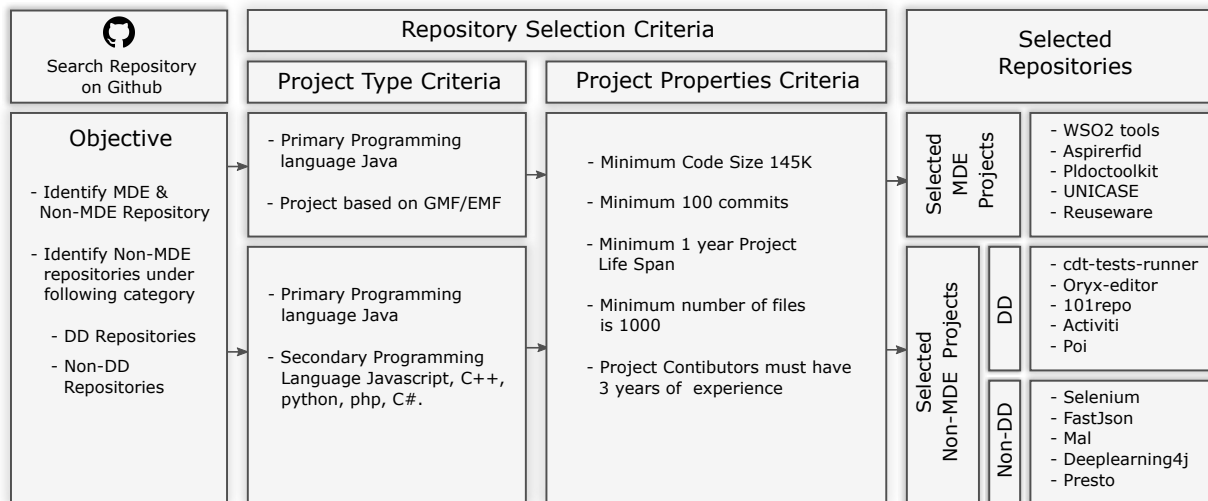 Search Repository
on Github
Repository Selection Criteria
Project Type Criteria
Project Properties Criteria
Selected
Repositories
Objective
- Identify MDE &
Non-MDE Repository
- Identify Non-MDE
repositories under
following category
- DD Repositories
- Non-DD
Repositories
- Primary Programming
language Java
- Project based on GMF/EMF
- Primary Programming
language Java
- Secondary Programming
Language Javascript, C++,
python, php, C#.
- Minimum Code Size 145K
- Minimum 100 commits
- Minimum 1 year Project
Life Span
- Minimum number of files
is 1000
- Project Contibutors must have
3 years of experience
Selected
MDE
Projects
- WSO2 tools
- Aspirerfid
- Pldoctoolkit
- UNICASE
- Reuseware
Selected
Non-MDE Projects
DD
- cdt-tests-runner
- Oryx-editor
- 101repo
- Activiti
- Poi
Non-DD
- Selenium
- FastJson
- Mal
- Deeplearning4j
- Presto